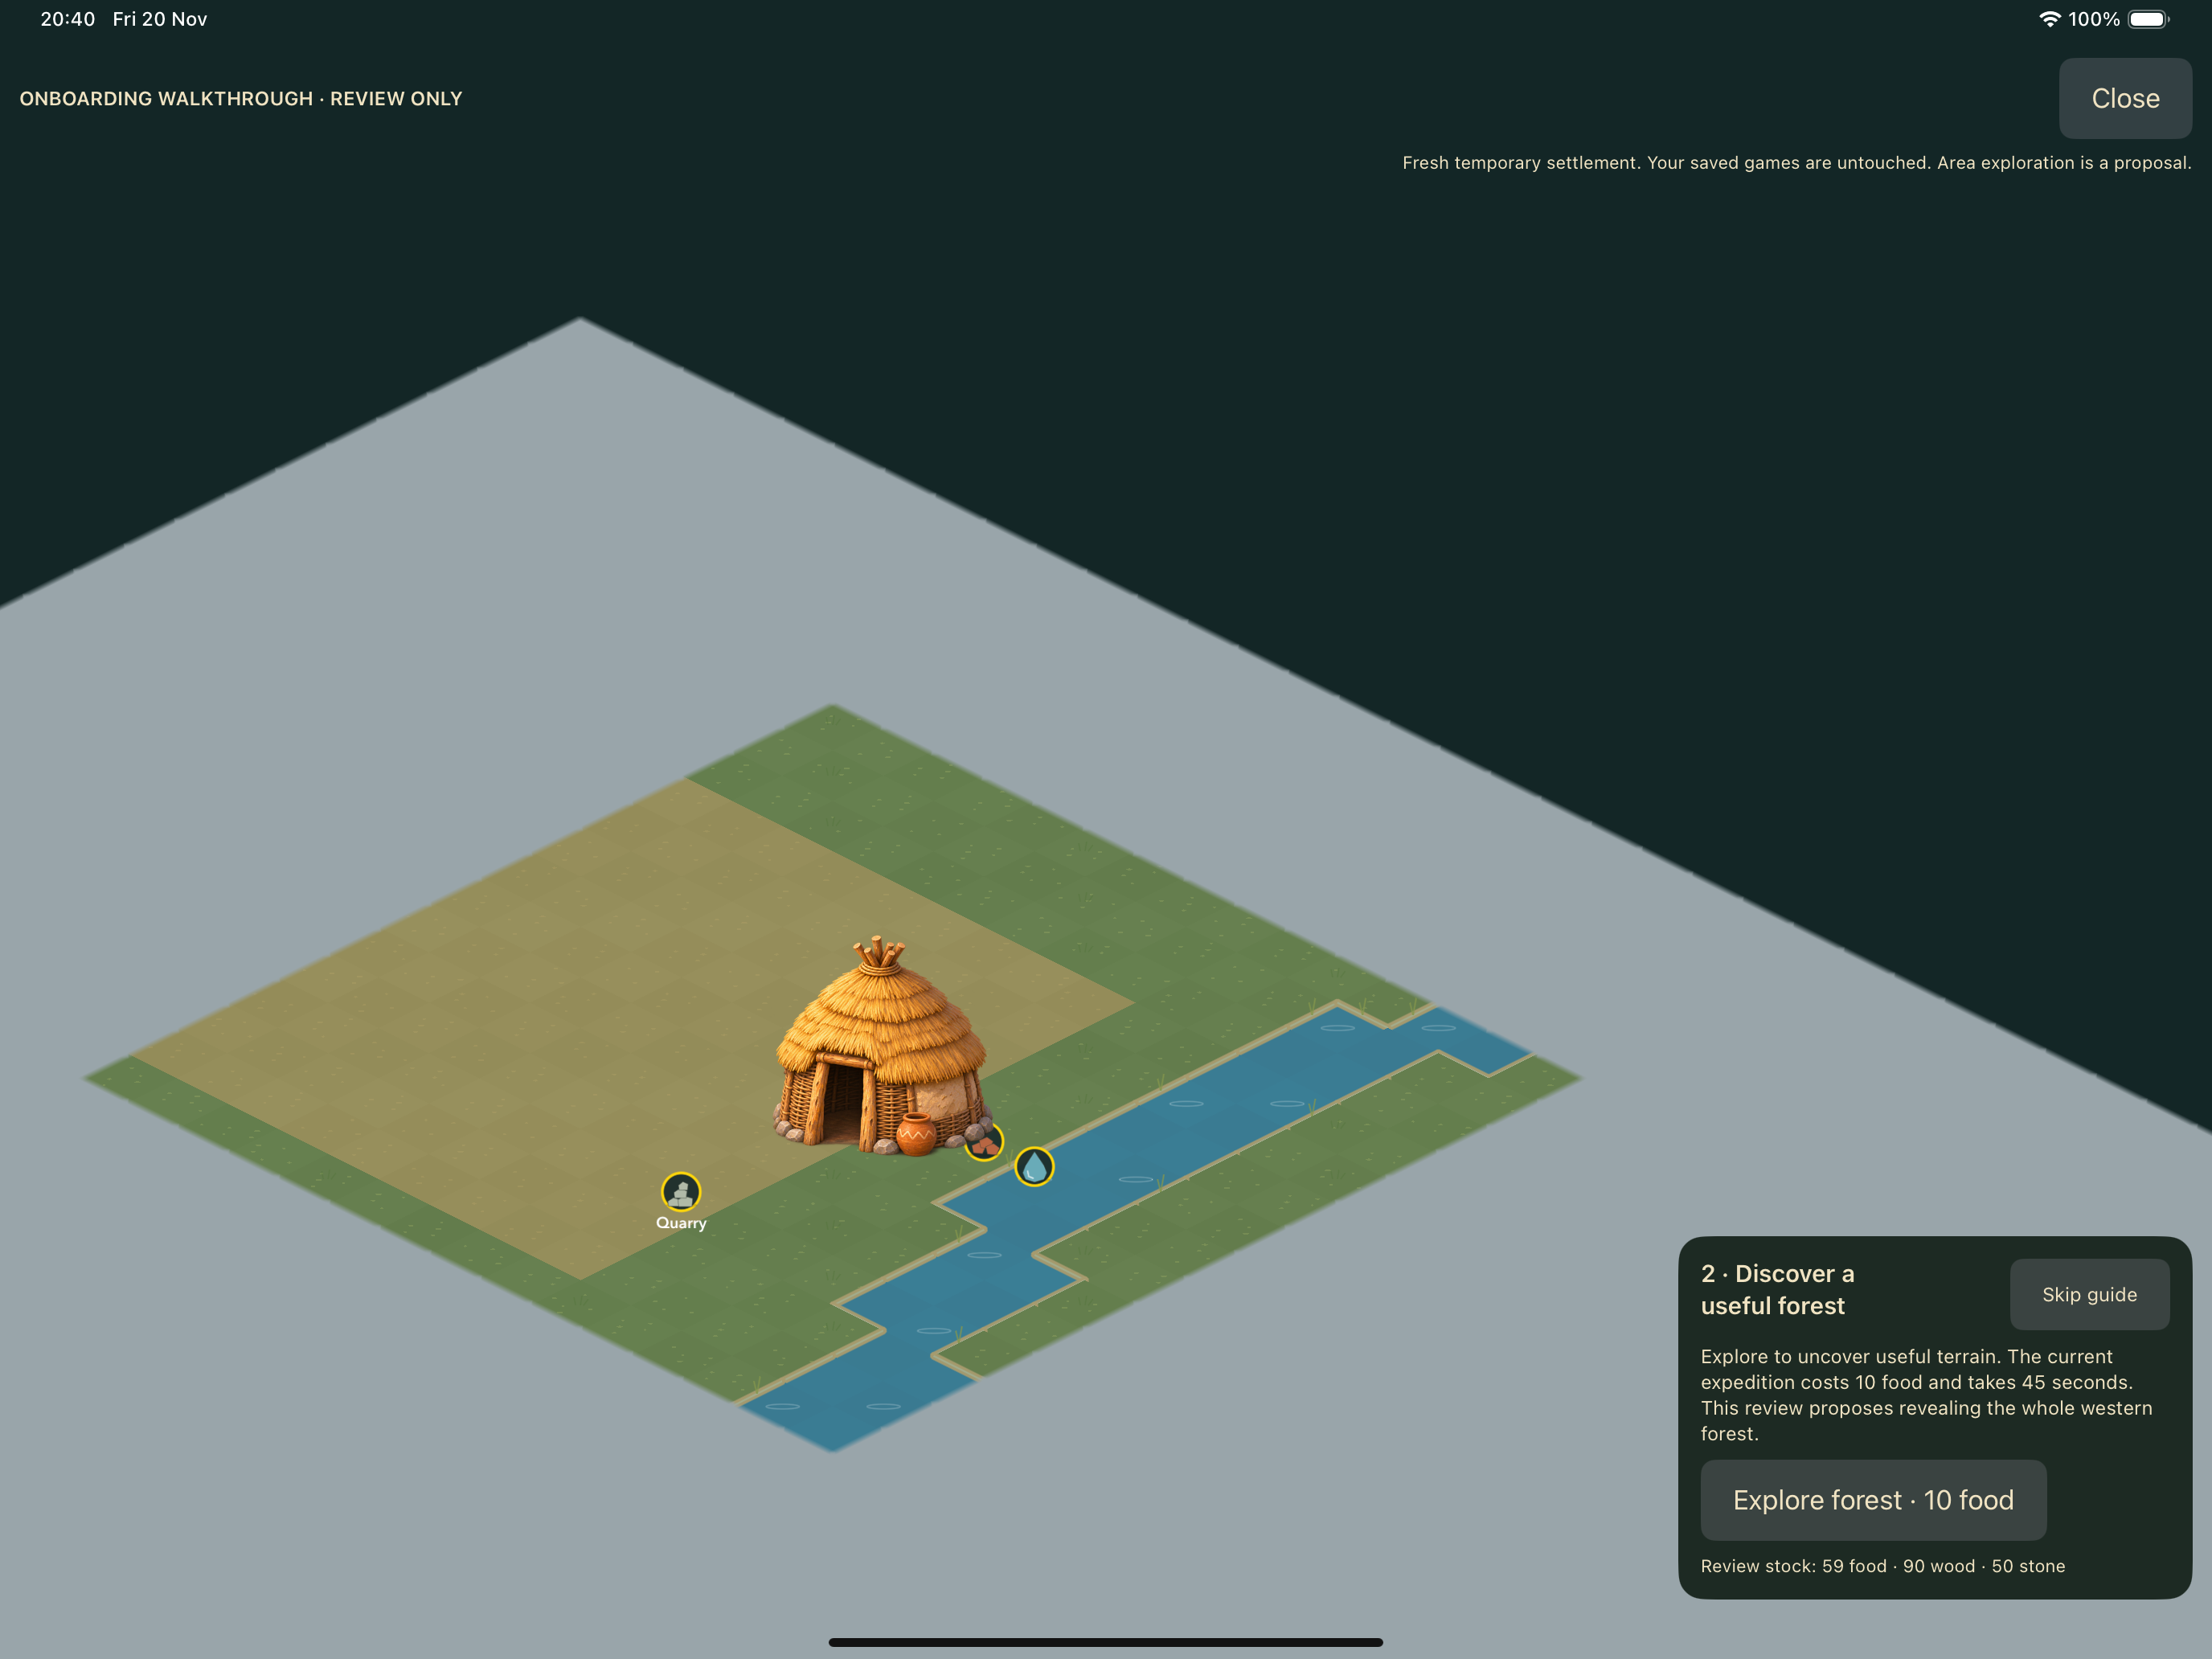 20:40 Fri 20 Nov
100%
ONBOARDING WALKTHROUGH · REVIEW ONLY
Close
Fresh temporary settlement. Your saved games are untouched. Area exploration is a proposal.
Quarry
2 · Discover a
useful forest
Skip guide
Explore to uncover useful terrain. The current
expedition costs 10 food and takes 45 seconds.
This review proposes revealing the whole western
forest.
Explore forest · 10 food
Review stock: 59 food · 90 wood · 50 stone